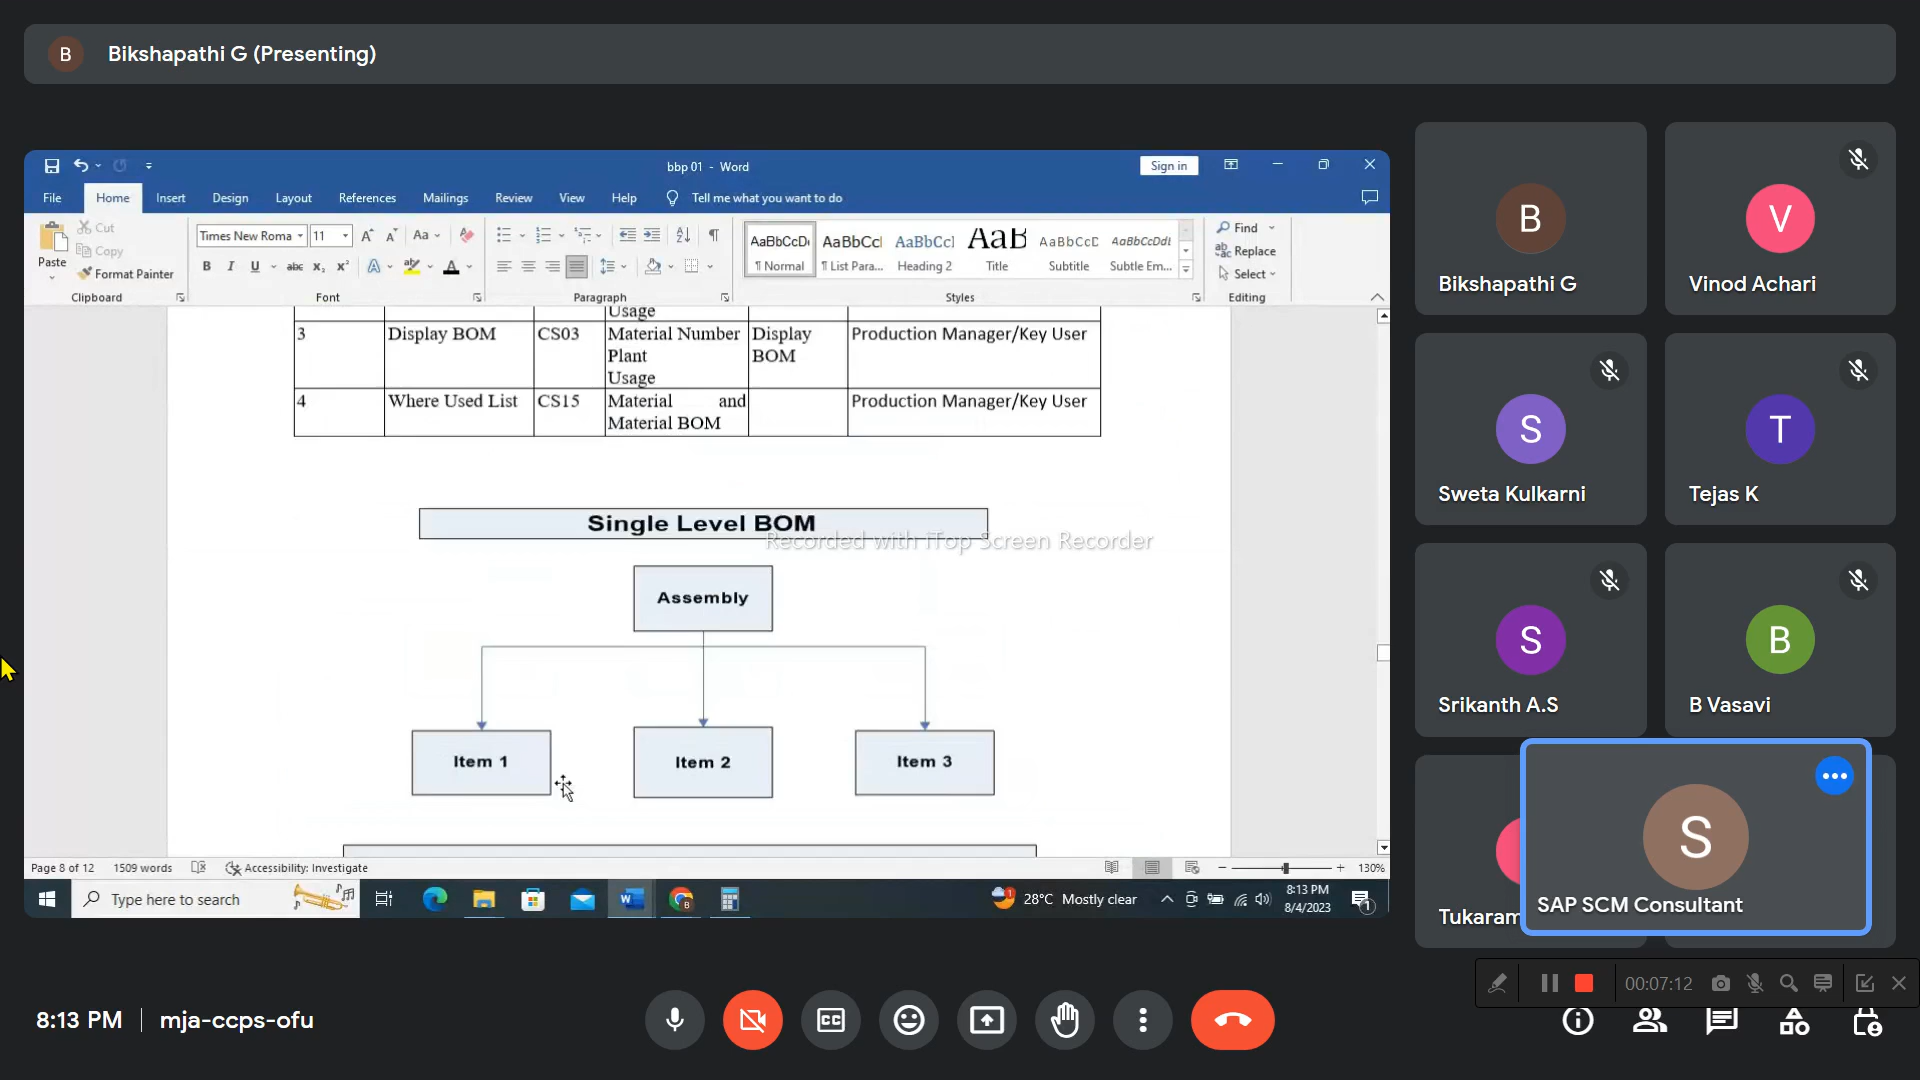 B Bikshapathi G (Presenting)
bbp 01 - Word
Sign in
File Home Insert Design Layout References Mailings Review View Help Tell me what you want to do
Paste
Cut
Copy
Format Painter
Clipboard
Times New Roma 11
Font
Paragraph
AaBbCcDc AaBbCcI AaBbCcI AaB AaBbCcD AaBbCcDdI
¶ Normal ¶ List Para... Heading 2 Title Subtitle Subtle Em...
Styles
Find
Replace
Select
Editing
Usage
3 Display BOM CS03 Material Number Display Production Manager/Key User
Plant BOM
Usage
4 Where Used List CS15 Material and Production Manager/Key User
Material BOM
Single Level BOM
Recorded with iTop Screen Recorder
Assembly
Item 1 Item 2 Item 3
Page 8 of 12 1509 words Accessibility: Investigate 130%
Type here to search
28°C Mostly clear
8:13 PM
8/4/2023
B
Bikshapathi G
V
Vinod Achari
S
Sweta Kulkarni
T
Tejas K
S
Srikanth A.S
B
B Vasavi
Tukaram
S
SAP SCM Consultant
00:07:12
8:13 PM mja-ccps-ofu
CC